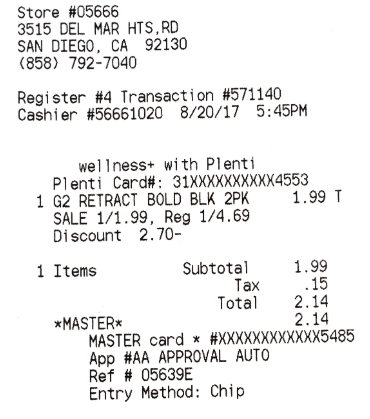 Store #05666
3515 DEL MAR HTS,RD
SAN DIEGO, CA 92130
(858) 792-7040
Register #4 Transaction #571140
Cashier #56661020 8/20/17 5:45PM
wellness+ with Plenti
Plenti Card#: 31XXXXXXXXXX4553
1 G2 RETRACT BOLD BLK 2PK 1.99 T
SALE 1/1.99, Reg 1/4.69
Discount 2.70-
1 Items Subtotal 1.99
Tax .15
Total 2.14
*MASTER* 2.14
MASTER card * #XXXXXXXXXXXX5485
App #AA APPROVAL AUTO
Ref # 05639E
Entry Method: Chip